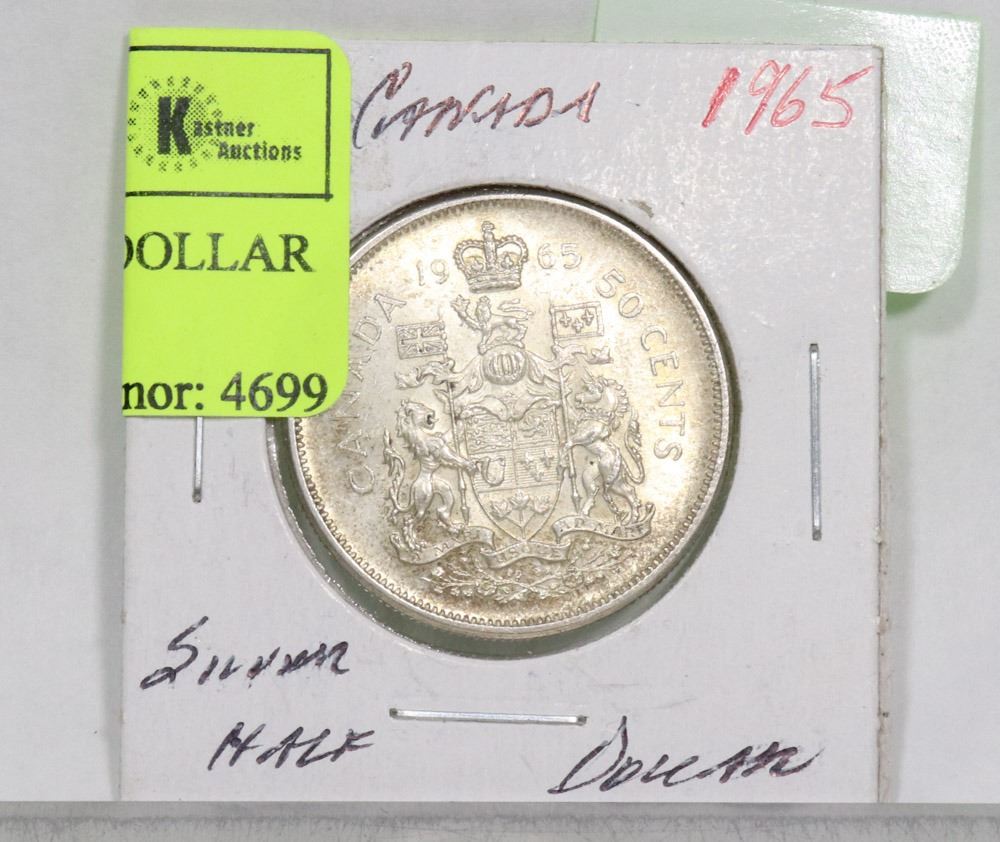 Kastner
Auctions
DOLLAR
nor: 4699
CANADA 1965
1965
CANADA
50 CENTS
SILVER
HALF DOLLAR